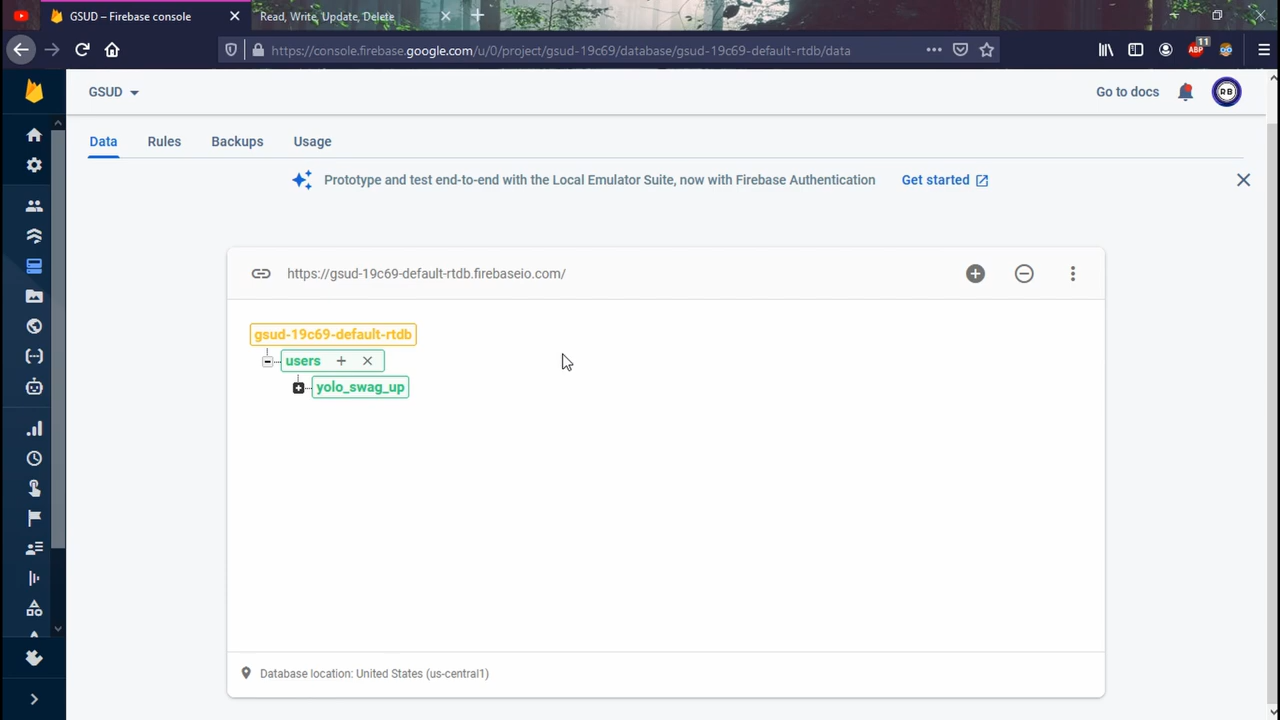 GSUD – Firebase console
Read, Write, Update, Delete
https://console.firebase.google.com/u/0/project/gsud-19c69/database/gsud-19c69-default-rtdb/data
ABP
11
GSUD
Go to docs
R B
Data
Rules
Backups
Usage
Prototype and test end-to-end with the Local Emulator Suite, now with Firebase Authentication
Get started
https://gsud-19c69-default-rtdb.firebaseio.com/
gsud-19c69-default-rtdb
users
yolo_swag_up
Database location: United States (us-central1)